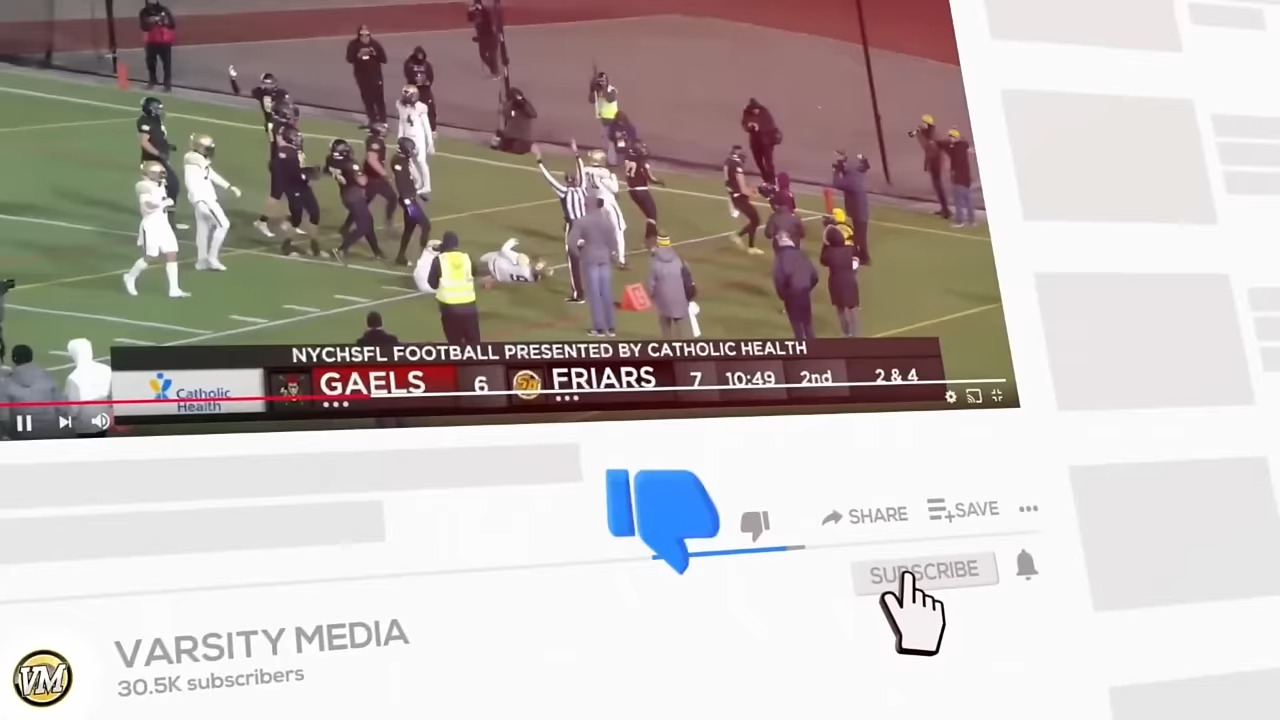 NYCHSFL FOOTBALL PRESENTED BY CATHOLIC HEALTH
Catholic Health
GAELS 6 FRIARS 7 10:49 2nd 2 & 4
SHARE SAVE
SUBSCRIBE
VARSITY MEDIA
30.5K subscribers
VM